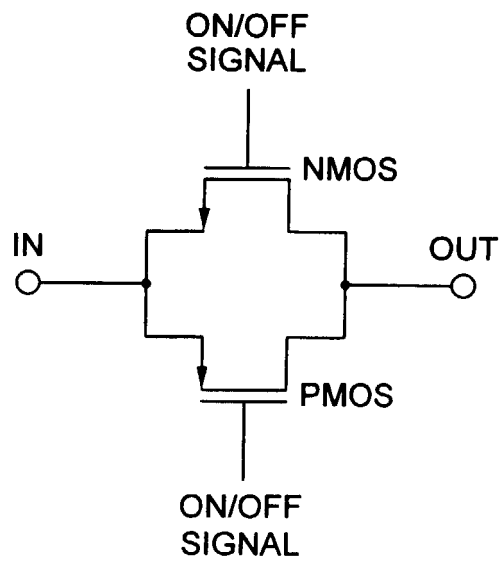 ON/OFF
SIGNAL
NMOS
IN
OUT
PMOS
ON/OFF
SIGNAL